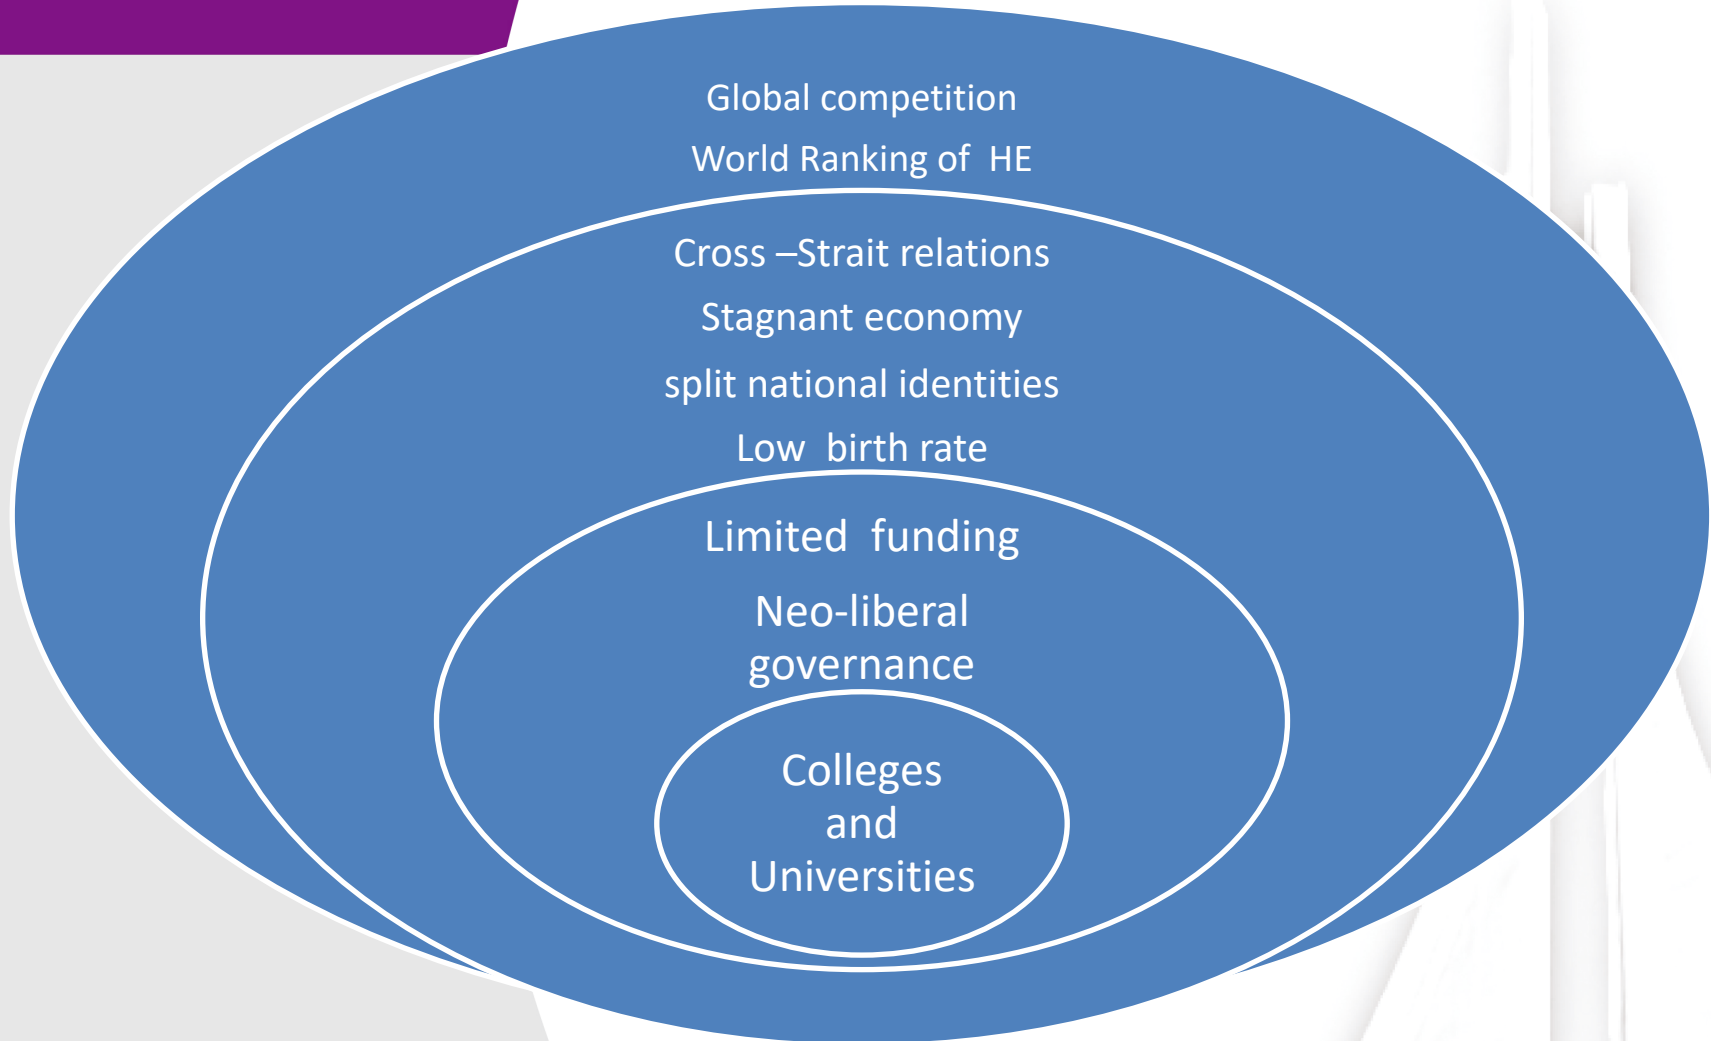 Global competition
World Ranking of  HE
Cross –Strait relations
Stagnant economy
split national identities
Low  birth rate
Limited  funding
Neo-liberal
governance
Colleges
and
Universities